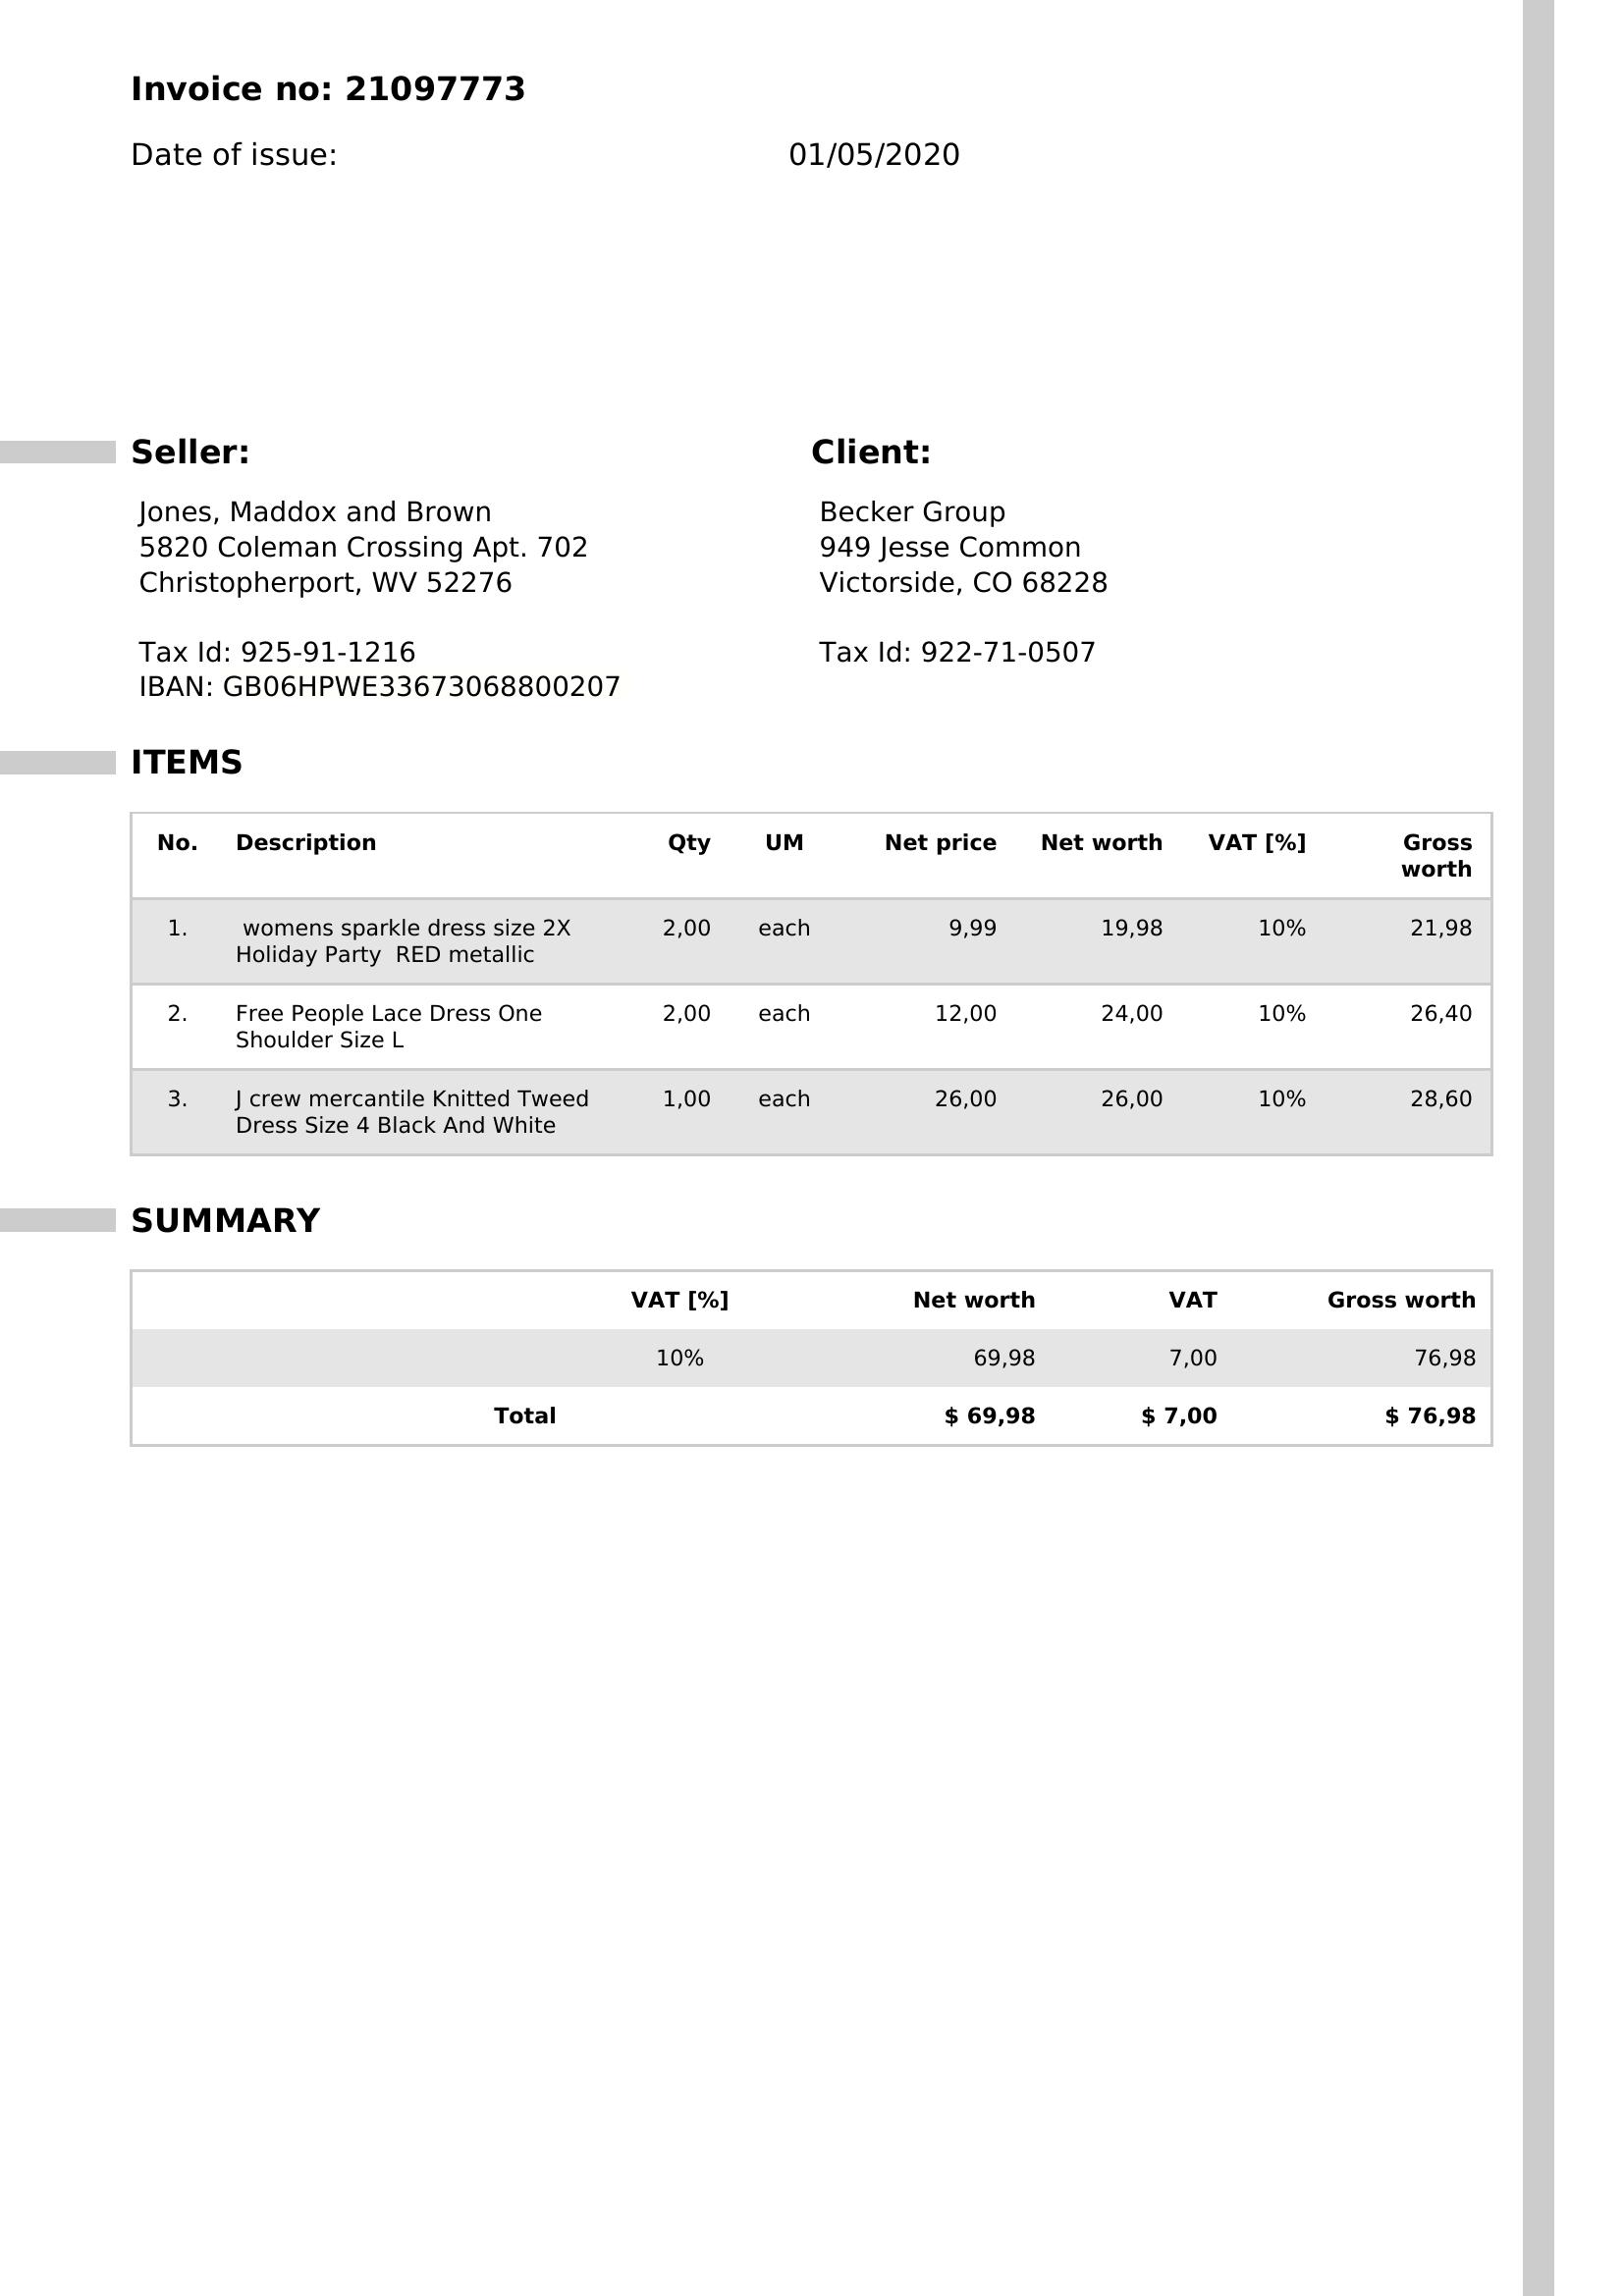 Invoice no: 21097773
Date of issue: 01/05/2020
Seller: Client:
Jones, Maddox and Brown Becker Group
5820 Coleman Crossing Apt. 702 949 Jesse Common
Christopherport, WV 52276 Victorside, CO 68228
Tax Id: 925-91-1216 Tax Id: 922-71-0507
IBAN: GB06HPWE33673068800207
ITEMS
No. Description Qty UM Net price Net worth VAT [%] Gross
worth
1. womens sparkle dress size 2X 2,00 each 9,99 19,98 10% 21,98
Holiday Party RED metallic
2. Free People Lace Dress One 2,00 each 12,00 24,00 10% 26,40
Shoulder Size L
3. J crew mercantile Knitted Tweed 1,00 each 26,00 26,00 10% 28,60
Dress Size 4 Black And White
SUMMARY
VAT [%] Net worth VAT Gross worth
10% 69,98 7,00 76,98
Total $ 69,98 $ 7,00 $ 76,98